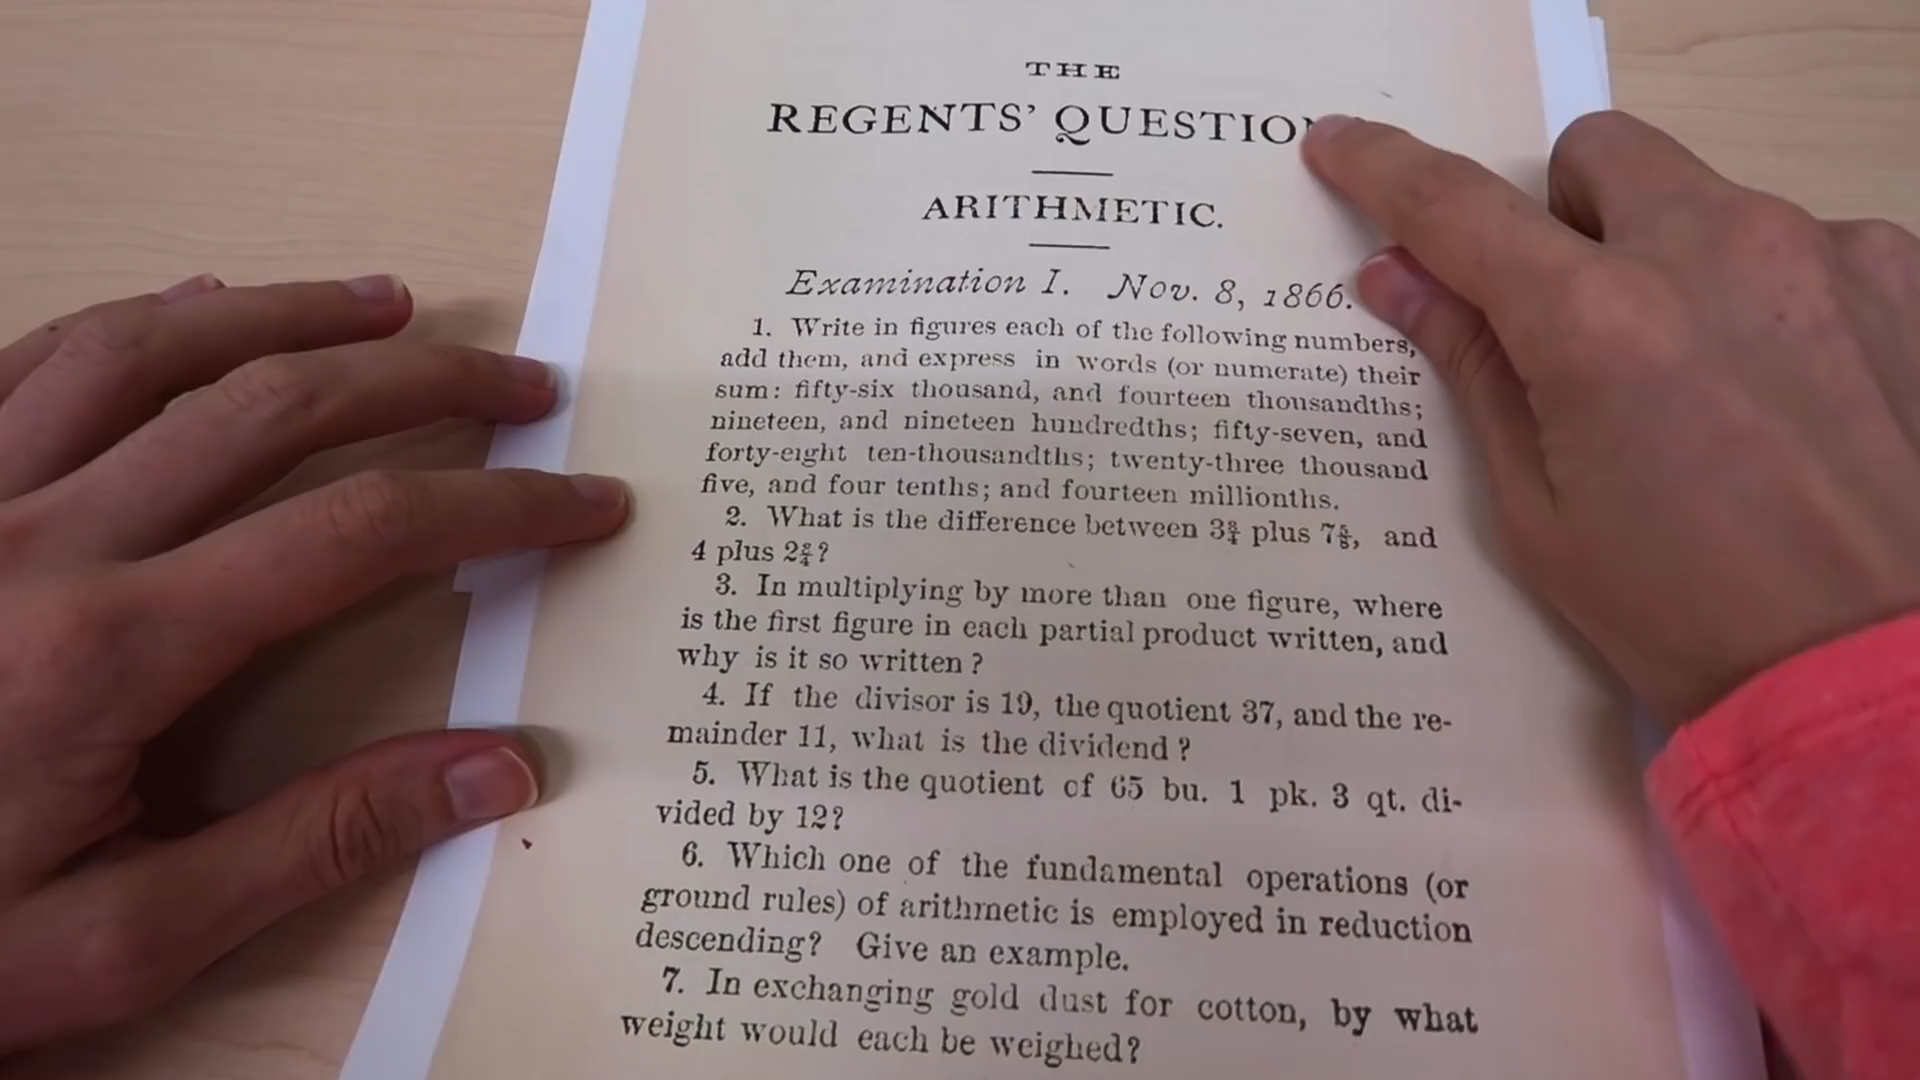 THE
REGENTS' QUESTION
ARITHMETIC.
Examination I. Nov. 8, 1866.
1. Write in figures each of the following numbers,
add them, and express in words (or numerate) their
sum: fifty-six thousand, and fourteen thousandths;
nineteen, and nineteen hundredths; fifty-seven, and
forty-eight ten-thousandths; twenty-three thousand
five, and four tenths; and fourteen millionths.
2. What is the difference between 3¾ plus 7⅝, and
4 plus 2?
3. In multiplying by more than one figure, where
is the first figure in each partial product written, and
why is it so written?
4. If the divisor is 19, the quotient 37, and the re-
mainder 11, what is the dividend?
5. What is the quotient of 65 bu. 1 pk. 3 qt. di-
vided by 12?
6. Which one of the fundamental operations (or
ground rules) of arithmetic is employed in reduction
descending? Give an example.
7. In exchanging gold dust for cotton, by what
weight would each be weighed?